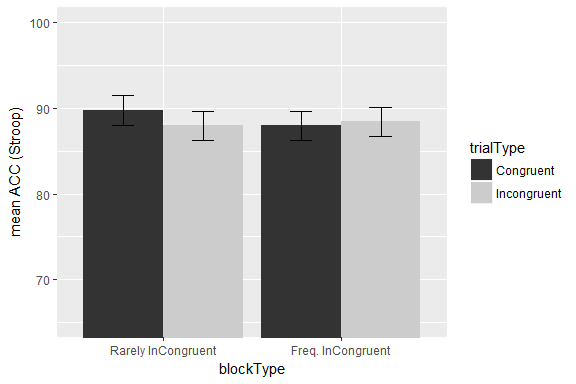 mean ACC (Stroop)
100
90
80
70
Rarely InCongruent
Freq. InCongruent
blockType
trialType
Congruent
Incongruent